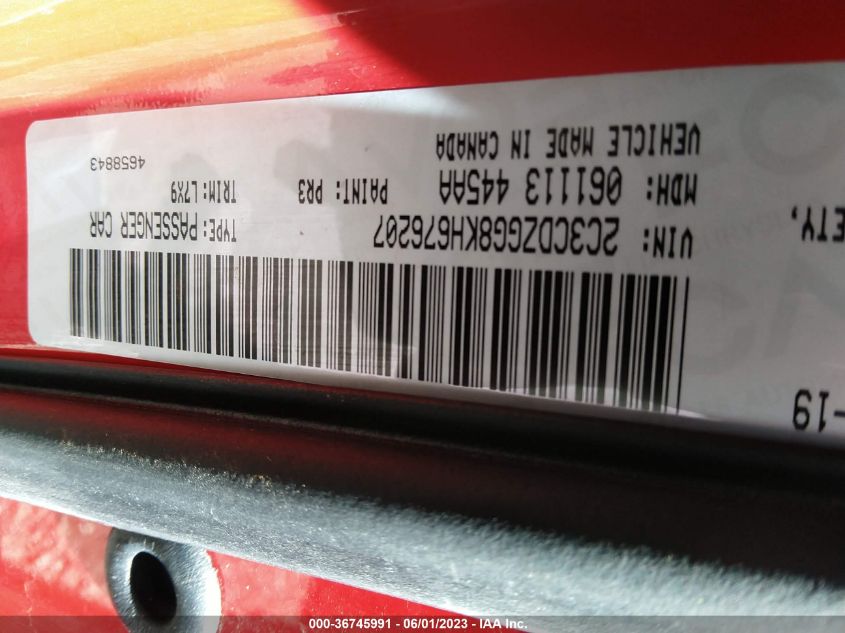 -19
ETY,
VIN: 2C3CDZGG8KH676207
TYPE: PASSENGER CAR
MDH: 061113 445AA
PAINT: PR3
TRIM: L7X9
VEHICLE MADE IN CANADA
4658843
000-36745991 - 06/01/2023 - IAA Inc.